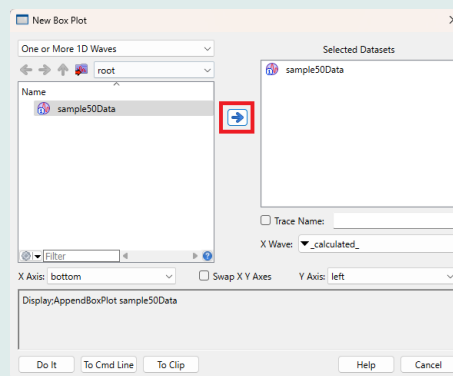 New Box Plot
One or More 1D Waves
Selected Datasets
root
sample50Data
Name
sample50Data
Trace Name:
X Wave: _calculated_
Filter
X Axis: bottom
Swap X Y Axes
Y Axis: left
Display;AppendBoxPlot sample50Data
Do It
To Cmd Line
To Clip
Help
Cancel